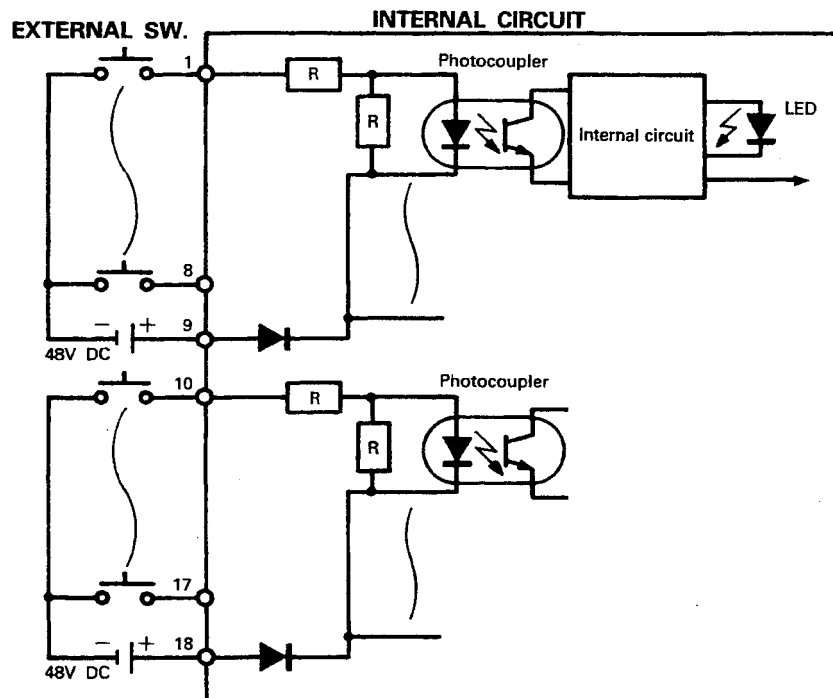 INTERNAL CIRCUIT
EXTERNAL SW.
Photocoupler
1
R
R
Internal circuit
LED
8
9
− +
48V DC
Photocoupler
10
R
R
17
18
− +
48V DC